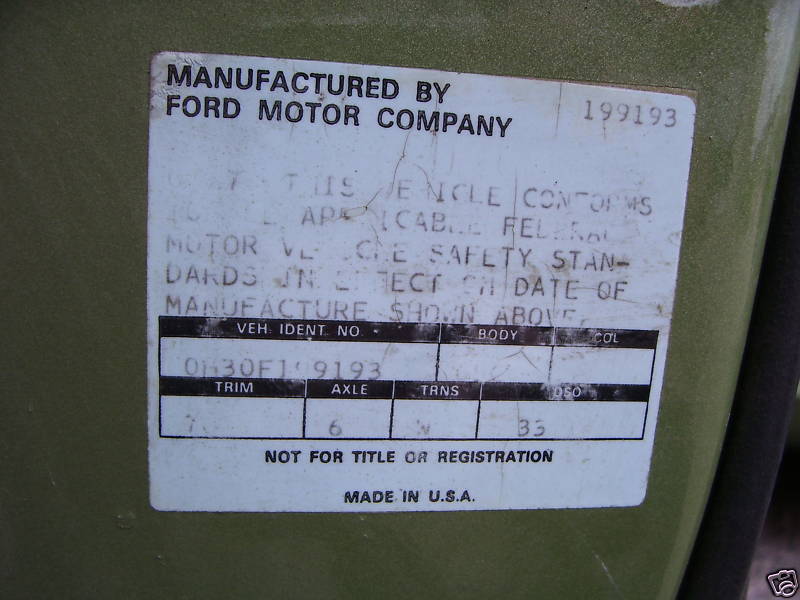 MANUFACTURED BY
FORD MOTOR COMPANY
199193
THIS VEHICLE CONFORMS
APPLICABLE FEDERAL
MOTOR VEHICLE SAFETY STAN-
DARDS IN EFFECT ON DATE OF
MANUFACTURE SHOWN ABOVE.
VEH. IDENT. NO. BODY COL
TRIM AXLE TRNS DSO
6 W 33
NOT FOR TITLE OR REGISTRATION
MADE IN U.S.A.